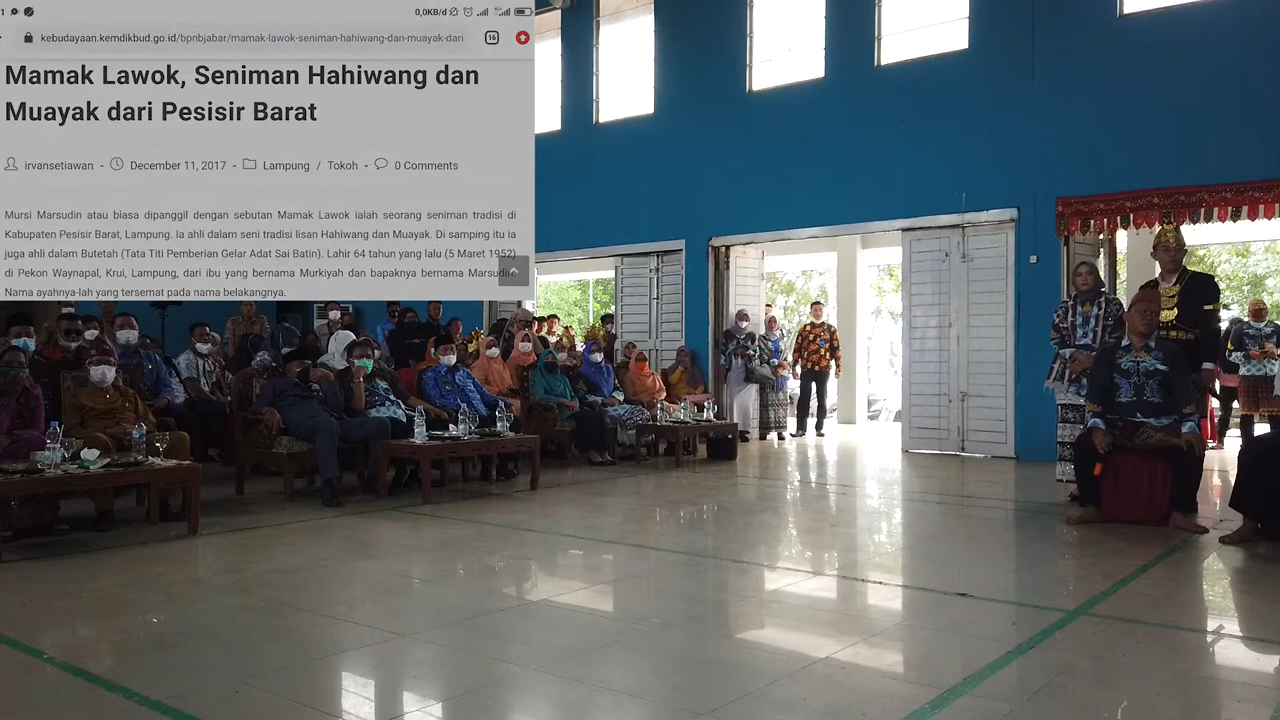 1
0,0KB/d
kebudayaan.kemdikbud.go.id/bpnbjabar/mamak-lawok-seniman-hahiwang-dan-muayak-dari
16
Mamak Lawok, Seniman Hahiwang dan
Muayak dari Pesisir Barat
irvansetiawan - December 11, 2017 - Lampung / Tokoh - 0 Comments
Mursi Marsudin atau biasa dipanggil dengan sebutan Mamak Lawok ialah seorang seniman tradisi di
Kabupaten Pesisir Barat, Lampung. Ia ahli dalam seni tradisi lisan Hahiwang dan Muayak. Di samping itu ia
juga ahli dalam Butetah (Tata Titi Pemberian Gelar Adat Sai Batin). Lahir 64 tahun yang lalu (5 Maret 1952)
di Pekon Waynapal, Krui, Lampung, dari ibu yang bernama Murkiyah dan bapaknya bernama Marsudin.
Nama ayahnya-lah yang tersemat pada nama belakangnya.